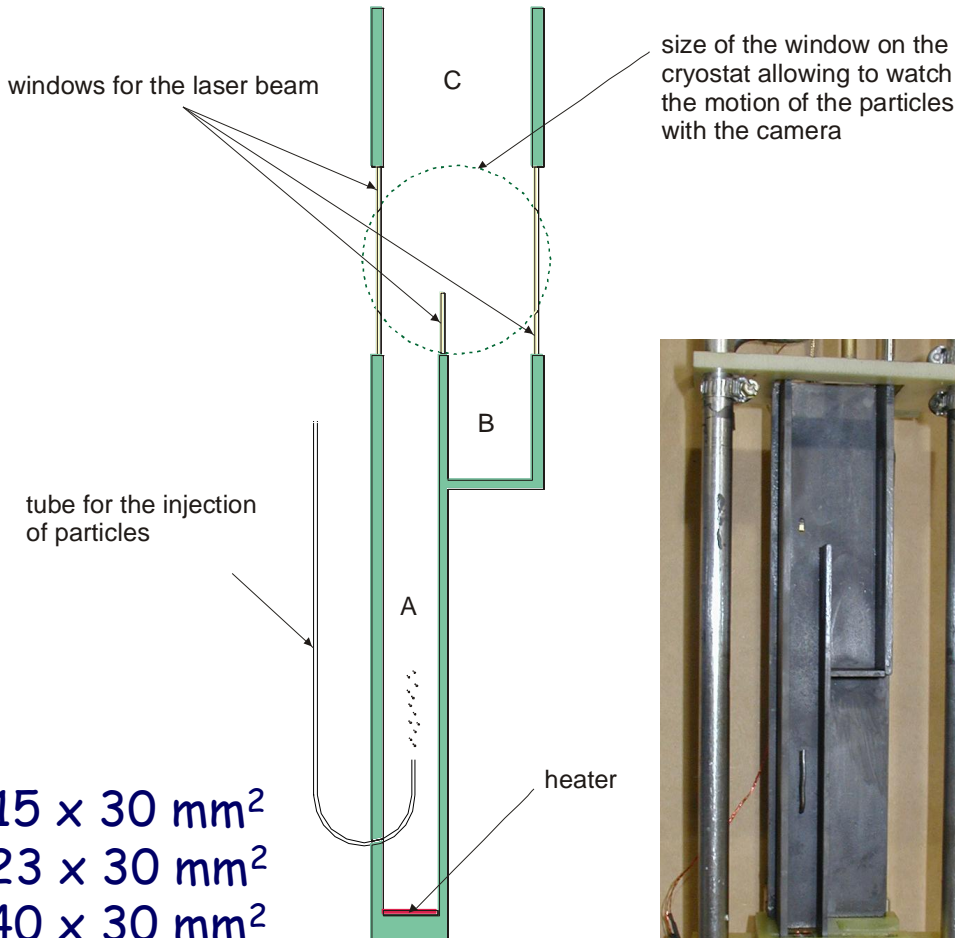 windows for the laser beam
C
size of the window on the
cryostat allowing to watch
the motion of the particles
with the camera
B
tube for the injection
of particles
A
heater
15 x 30 mm²
23 x 30 mm²
40 x 30 mm²